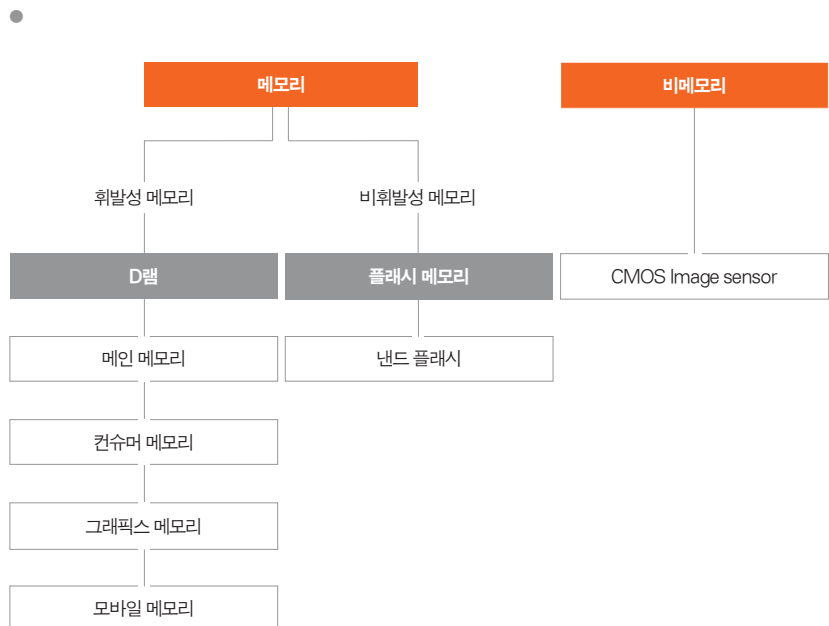 메모리
비메모리
휘발성 메모리
비휘발성 메모리
D램
플래시 메모리
CMOS Image sensor
메인 메모리
낸드 플래시
컨슈머 메모리
그래픽스 메모리
모바일 메모리